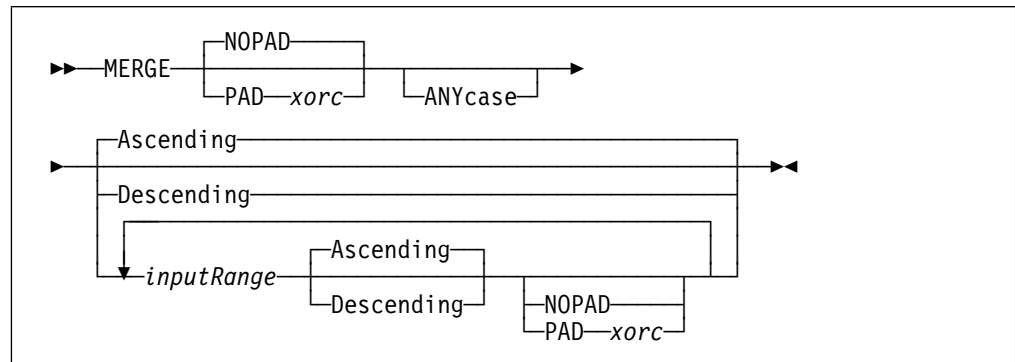 NOPAD
MERGE
PAD xorc
ANYcase
Ascending
Descending
Ascending
inputRange
Descending
NOPAD
PAD xorc